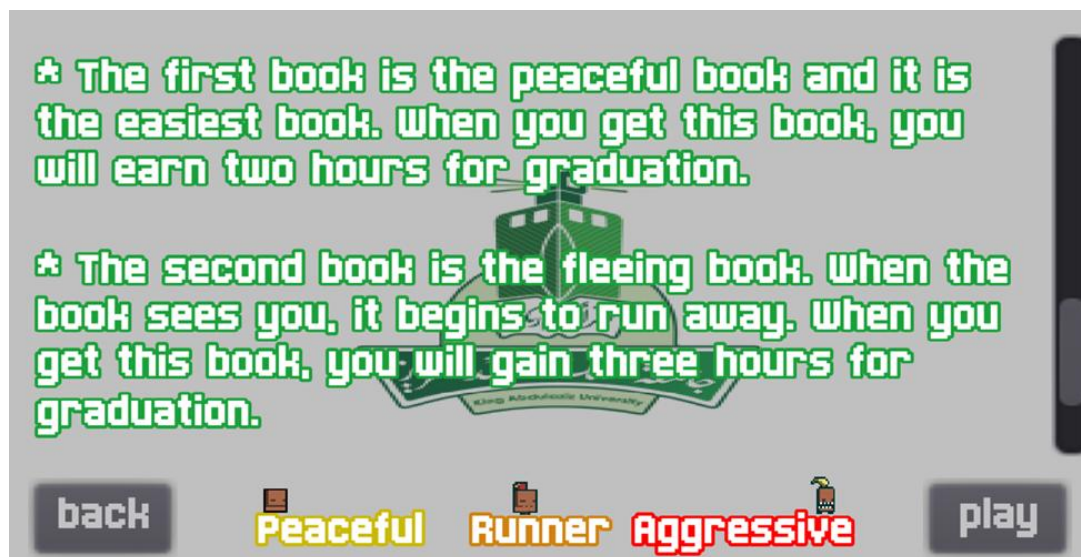 * The first book is the peaceful book and it is
the easiest book. When you get this book, you
will earn two hours for graduation.
* The second book is the fleeing book. When the
book sees you, it begins to run away. When you
get this book, you will gain three hours for
graduation.
King Abdulaziz University
back
Peaceful
Runner
Aggressive
play